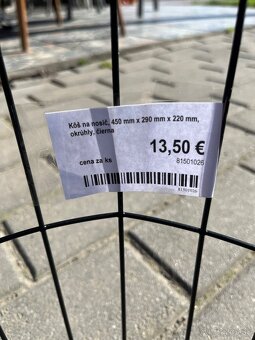 Kôš na nosič, 450 mm x 290 mm x 220 mm,
okrúhly, čierna
13,50 €
cena za ks
81501026
81501026